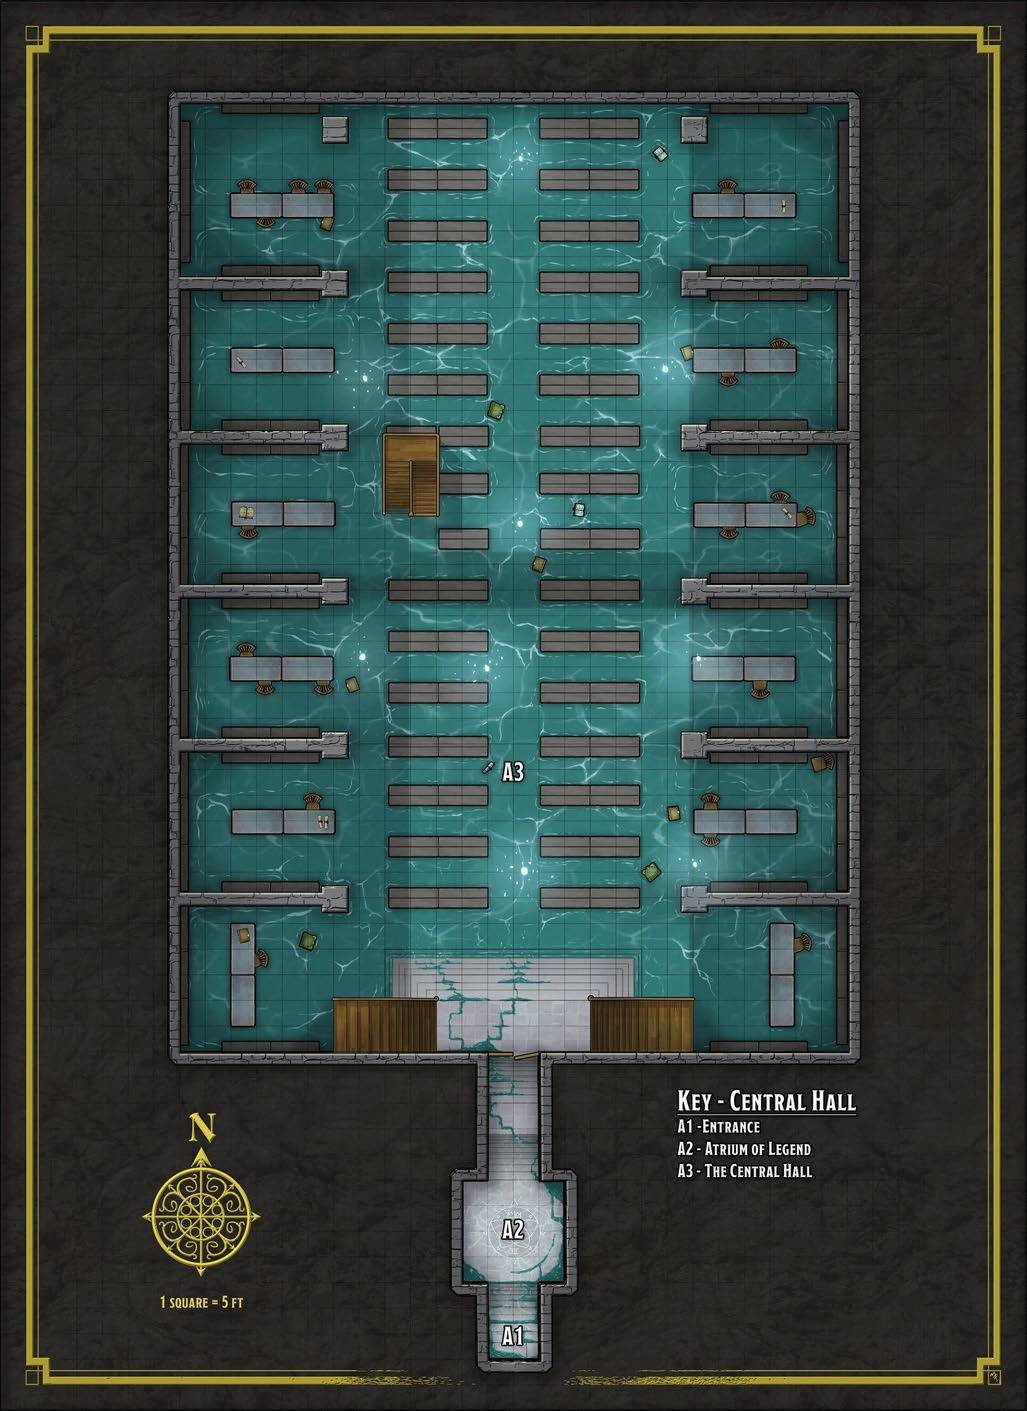 A3
KEY - CENTRAL HALL
A1 -ENTRANCE
A2 - ATRIUM OF LEGEND
A3 - THE CENTRAL HALL
N
A2
1 SQUARE = 5 FT
A1